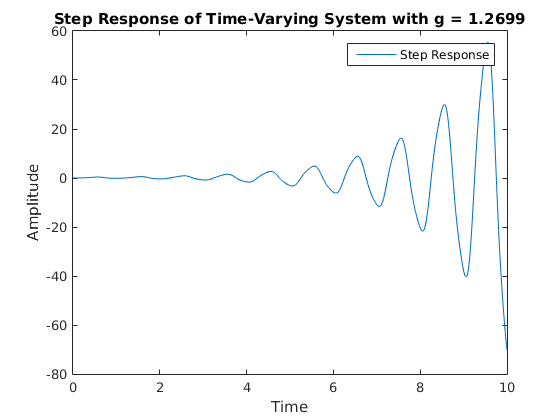 Step Response of Time-Varying System with g = 1.2699
Step Response
60
40
20
0
-20
-40
-60
-80
Amplitude
0 2 4 6 8 10
Time